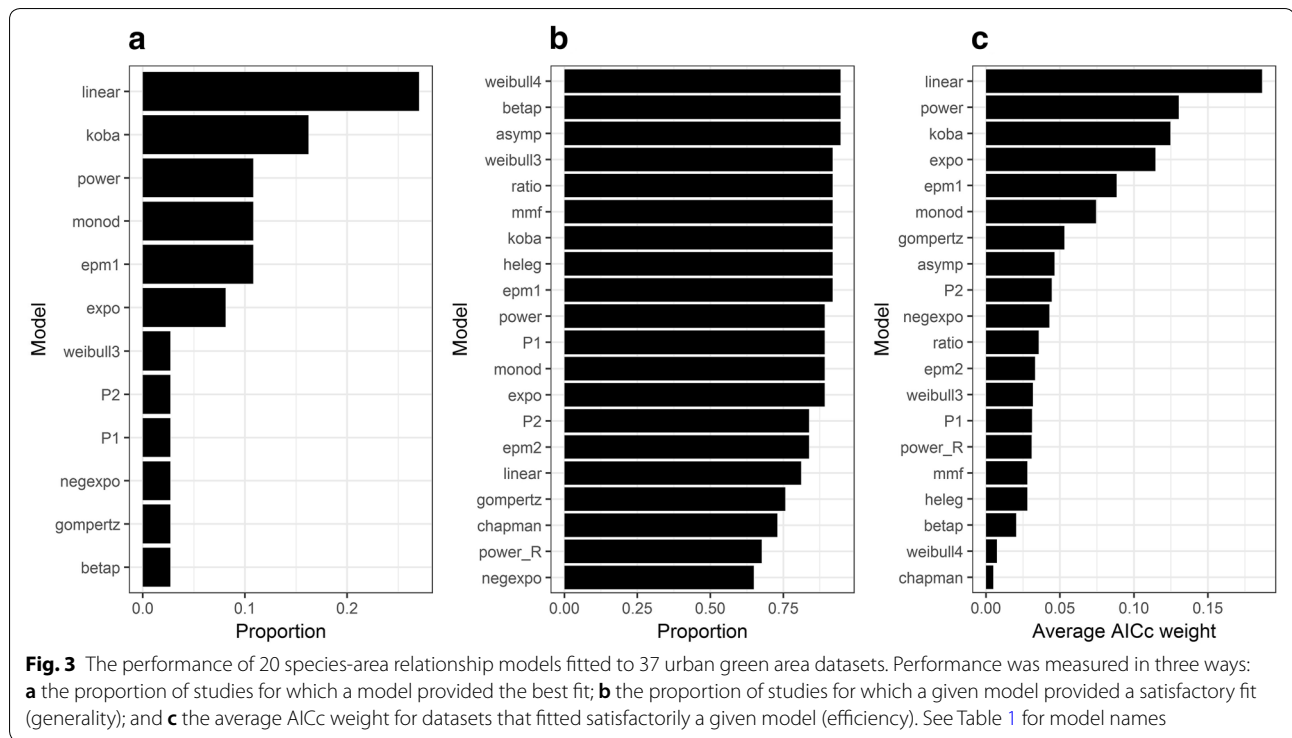 a
linear
koba
power
monod
epm1
expo
weibull3
P2
P1
negexpo
gompertz
betap
Model
0.0 0.1 0.2
Proportion
b
weibull4
betap
asymp
weibull3
ratio
mmf
koba
heleg
epm1
power
P1
monod
expo
P2
epm2
linear
gompertz
chapman
power_R
negexpo
Model
0.00 0.25 0.50 0.75
Proportion
c
linear
power
koba
expo
epm1
monod
gompertz
asymp
P2
negexpo
ratio
epm2
weibull3
P1
power_R
mmf
heleg
betap
weibull4
chapman
Model
0.00 0.05 0.10 0.15
Average AICc weight
Fig. 3 The performance of 20 species-area relationship models fitted to 37 urban green area datasets. Performance was measured in three ways:
a the proportion of studies for which a model provided the best fit; b the proportion of studies for which a given model provided a satisfactory fit
(generality); and c the average AICc weight for datasets that fitted satisfactorily a given model (efficiency). See Table 1 for model names